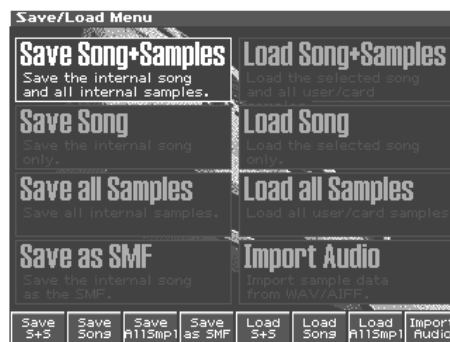 Save/Load Menu
Save Song+Samples
Save the internal song
and all internal samples.
Load Song+Samples
Load the selected song
and all user/card
samples.
Save Song
Save the internal song
only.
Load Song
Load the selected song
only.
Save all Samples
Save all internal samples.
Load all Samples
Load all user/card samples
Save as SMF
Save the internal song
as the SMF.
Import Audio
Import sample data
from WAV/AIFF.
Save S+S
Save Song
Save AllSmpl
Save as SMF
Load S+S
Load Song
Load AllSmpl
Import Audio